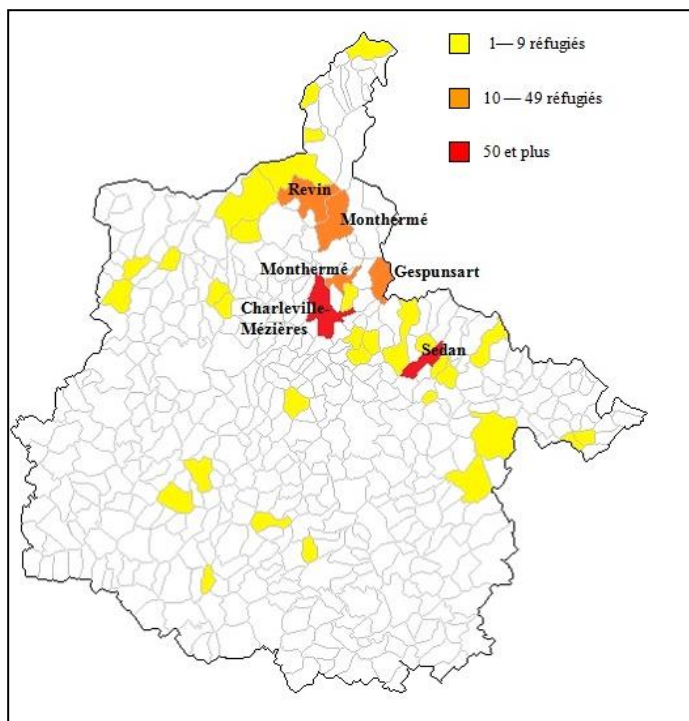 1— 9 réfugiés
10 — 49 réfugiés
50 et plus
Revin
Monthermé
Monthermé
Gespunsart
Charleville-
Mézières
Sedan